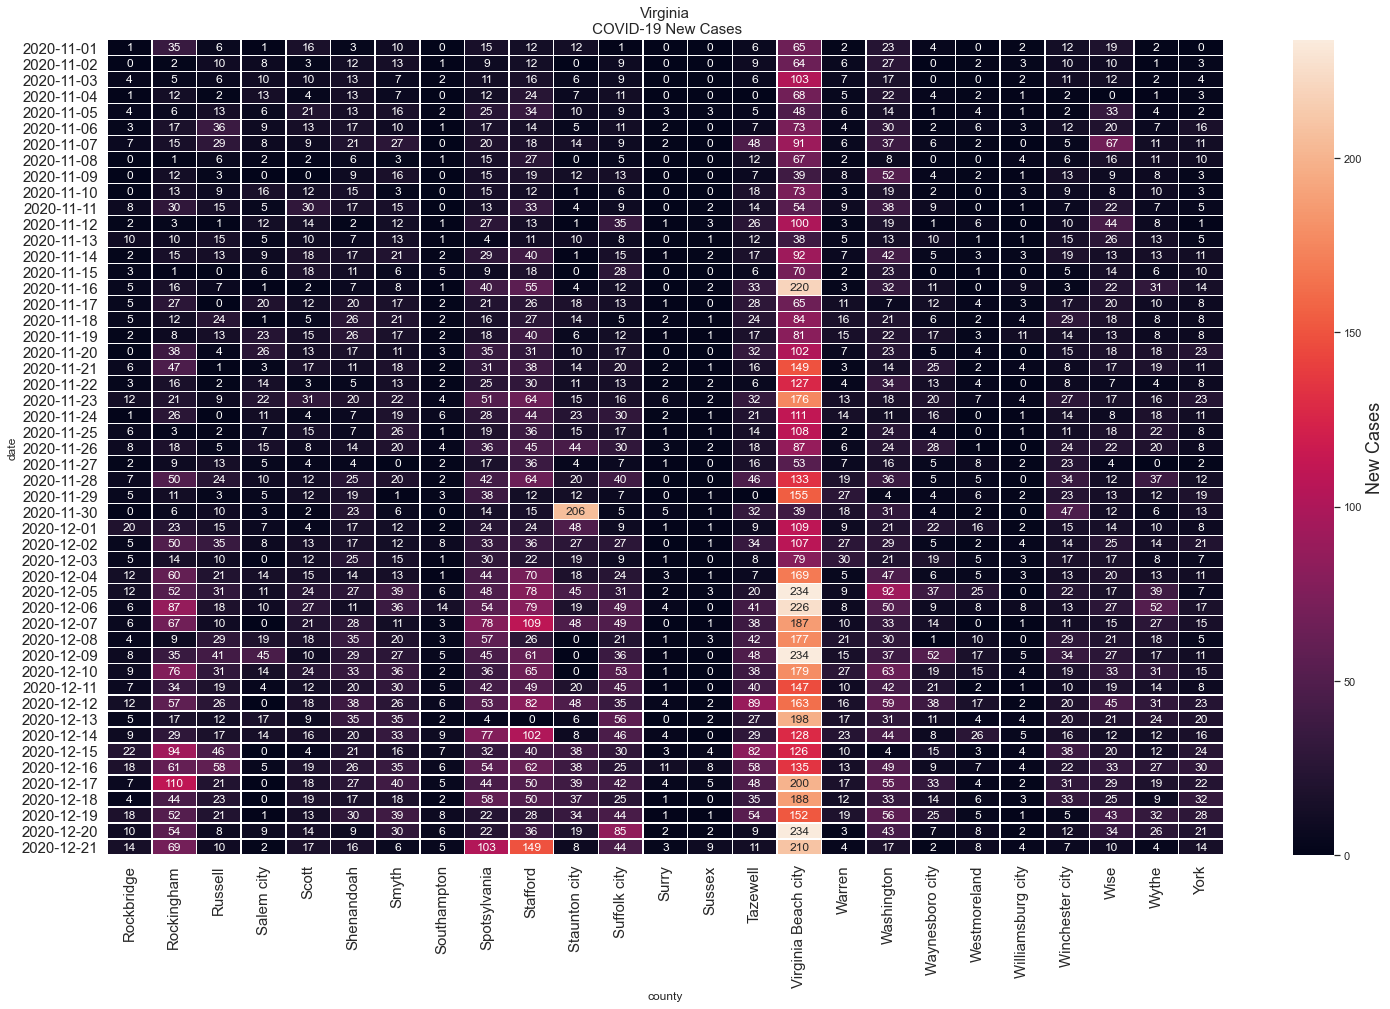 Virginia
COVID-19 New Cases
2020-11-01 1 35 6 1 16 3 10 0 15 12 12 1 0 0 6 65 2 23 4 0 2 12 19 2 0
2020-11-02 0 2 10 8 3 12 13 1 9 12 0 9 0 0 9 64 6 27 0 2 3 10 10 1 3
2020-11-03 4 5 6 10 10 13 7 2 11 16 6 9 0 0 6 103 7 17 0 0 2 11 12 2 4
2020-11-04 1 12 2 13 4 13 7 0 12 24 7 11 0 0 0 68 5 22 4 2 1 2 0 1 3
2020-11-05 4 6 13 6 21 13 16 2 25 34 10 9 3 3 5 48 6 14 1 4 1 2 33 4 2
2020-11-06 3 17 36 9 13 17 10 1 17 14 5 11 2 0 7 73 4 30 2 6 3 12 20 7 16
2020-11-07 7 15 29 8 9 21 27 0 20 18 14 9 2 0 48 91 6 37 6 2 0 5 67 11 11
2020-11-08 0 1 6 2 2 6 3 1 15 27 0 5 0 0 12 67 2 8 0 0 4 6 16 11 10
2020-11-09 0 12 3 0 0 9 16 0 15 19 12 13 0 0 7 39 8 52 4 2 1 13 9 8 3
2020-11-10 0 13 9 16 12 15 3 0 15 12 1 6 0 0 18 73 3 19 2 0 3 9 8 10 3
2020-11-11 8 30 15 5 30 17 15 0 13 33 4 9 0 2 14 54 9 38 9 0 1 7 22 7 5
2020-11-12 2 3 1 12 14 2 12 1 27 13 1 35 1 3 26 100 3 19 1 6 0 10 44 8 1
2020-11-13 10 10 15 5 10 7 13 1 4 11 10 8 0 1 12 38 5 13 10 1 1 15 26 13 5
2020-11-14 2 15 13 9 18 17 21 2 29 40 1 15 1 2 17 92 7 42 5 3 3 19 13 13 11
2020-11-15 3 1 0 6 18 11 6 5 9 18 0 28 0 0 6 70 2 23 0 1 0 5 14 6 10
2020-11-16 5 16 7 1 2 7 8 1 40 55 4 12 0 2 33 220 3 32 11 0 9 3 22 31 14
2020-11-17 5 27 0 20 12 20 17 2 21 26 18 13 1 0 28 65 11 7 12 4 3 17 20 10 8
2020-11-18 5 12 24 1 5 26 21 2 16 27 14 5 2 1 24 84 16 21 6 2 4 29 18 8 8
2020-11-19 2 8 13 23 15 26 17 2 18 40 6 12 1 1 17 81 15 22 17 3 11 14 13 8 8
2020-11-20 0 38 4 26 13 17 11 3 35 31 10 17 0 0 32 102 7 23 5 4 0 15 18 18 23
2020-11-21 6 47 1 3 17 11 18 2 31 38 14 20 2 1 16 149 3 14 25 2 4 8 17 19 11
2020-11-22 3 16 2 14 3 5 13 2 25 30 11 13 2 2 6 127 4 34 13 4 0 8 7 4 8
2020-11-23 12 21 9 22 31 20 22 4 51 64 15 16 6 2 32 176 13 18 20 7 4 27 17 16 23
2020-11-24 1 26 0 11 4 7 19 6 28 44 23 30 2 1 21 111 14 11 16 0 1 14 8 18 11
2020-11-25 6 3 2 7 15 7 26 1 19 36 15 17 1 1 14 108 2 24 4 0 1 11 18 22 8
2020-11-26 8 18 5 15 8 14 20 4 36 45 44 30 3 2 18 87 6 24 28 1 0 24 22 20 8
2020-11-27 2 9 13 5 4 4 0 2 17 36 4 7 1 0 16 53 7 16 5 8 2 23 4 0 2
2020-11-28 7 50 24 10 12 25 20 2 42 64 20 40 0 0 46 133 19 36 5 5 0 34 12 37 12
2020-11-29 5 11 3 5 12 19 1 3 38 12 12 7 0 1 0 155 27 4 4 6 2 23 13 12 19
2020-11-30 0 6 10 3 2 23 6 0 14 15 206 5 5 1 32 39 18 31 4 2 0 47 12 6 13
2020-12-01 20 23 15 7 4 17 12 2 24 24 48 9 1 1 9 109 9 21 22 16 2 15 14 10 8
2020-12-02 5 50 35 8 13 17 12 8 33 36 27 27 0 1 34 107 27 29 5 2 4 14 25 14 21
2020-12-03 5 14 10 0 12 25 15 1 30 22 19 9 1 0 8 79 30 21 19 5 3 17 17 8 7
2020-12-04 12 60 21 14 15 14 13 1 44 70 18 24 3 1 7 169 5 47 6 5 3 13 20 13 11
2020-12-05 12 52 31 11 24 27 39 6 48 78 45 31 2 3 20 234 9 92 37 25 0 22 17 39 7
2020-12-06 6 87 18 10 27 11 36 14 54 79 19 49 4 0 41 226 8 50 9 8 8 13 27 52 17
2020-12-07 6 67 10 0 21 28 11 3 78 109 48 49 0 1 38 187 10 33 14 0 1 11 15 27 15
2020-12-08 4 9 29 19 18 35 20 3 57 26 0 21 1 3 42 177 21 30 1 10 0 29 21 18 5
2020-12-09 8 35 41 45 10 29 27 5 45 61 0 36 1 0 48 234 15 37 52 17 5 34 27 17 11
2020-12-10 9 76 31 14 24 33 36 2 36 65 0 53 1 0 38 179 27 63 19 15 4 19 33 31 15
2020-12-11 7 34 19 4 12 20 30 5 42 49 20 45 1 0 40 147 10 42 21 2 1 10 19 14 8
2020-12-12 12 57 26 0 18 38 26 6 53 82 48 35 4 2 89 163 16 59 38 17 2 20 45 31 23
2020-12-13 5 17 12 17 9 35 35 2 4 0 6 56 0 2 27 198 17 31 11 4 4 20 21 24 20
2020-12-14 9 29 17 14 16 20 33 9 77 102 8 46 4 0 29 128 23 44 8 26 5 16 12 12 16
2020-12-15 22 94 46 0 4 21 16 7 32 40 38 30 3 4 82 126 10 4 15 3 4 38 20 12 24
2020-12-16 18 61 58 5 19 26 35 6 54 62 38 25 11 8 58 135 13 49 9 7 4 22 33 27 30
2020-12-17 7 110 21 0 18 27 40 5 44 50 39 42 4 5 48 200 17 55 33 4 2 31 29 19 22
2020-12-18 4 44 23 0 19 17 18 2 58 50 37 25 1 0 35 188 12 33 14 6 3 33 25 9 32
2020-12-19 18 52 21 1 13 30 39 8 22 28 34 44 1 1 54 152 19 56 25 5 1 5 43 32 28
2020-12-20 10 54 8 9 14 9 30 6 22 36 19 85 2 2 9 234 3 43 7 8 2 12 34 26 21
2020-12-21 14 69 10 2 17 16 6 5 103 149 8 44 3 9 11 210 4 17 2 8 4 7 10 4 14
date
Rockbridge
Rockingham
Russell
Salem city
Scott
Shenandoah
Smyth
Southampton
Spotsylvania
Stafford
Staunton city
Suffolk city
Surry
Sussex
Tazewell
Virginia Beach city
Warren
Washington
Waynesboro city
Westmoreland
Williamsburg city
Winchester city
Wise
Wythe
York
county
200
150
100
50
0
New Cases